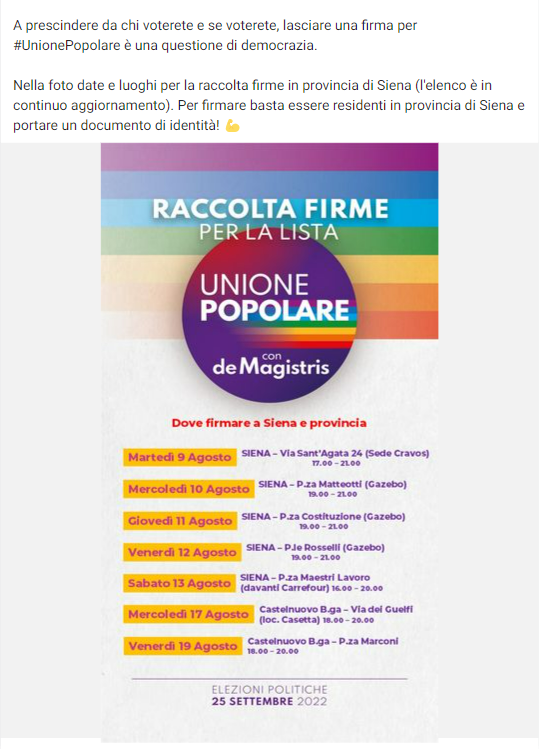 A prescindere da chi voterete e se voterete, lasciare una firma per
#UnionePopolare è una questione di democrazia.
Nella foto date e luoghi per la raccolta firme in provincia di Siena (l'elenco è in
continuo aggiornamento). Per firmare basta essere residenti in provincia di Siena e
portare un documento di identità! 💪
RACCOLTA FIRME
PER LA LISTA
UNIONE
POPOLARE
con
de Magistris
Dove firmare a Siena e provincia
Martedì 9 Agosto
SIENA – Via Sant'Agata 24 (Sede Cravos)
17.00 – 21.00
Mercoledì 10 Agosto
SIENA – P.za Matteotti (Gazebo)
19.00 – 21.00
Giovedì 11 Agosto
SIENA – P.za Costituzione (Gazebo)
19.00 – 21.00
Venerdì 12 Agosto
SIENA – P.le Rosselli (Gazebo)
19.00 – 21.00
Sabato 13 Agosto
SIENA – P.za Maestri Lavoro
(davanti Carrefour) 16.00 – 20.00
Mercoledì 17 Agosto
Castelnuovo B.ga – Via dei Guelfi
(loc. Casetta) 18.00 – 20.00
Venerdì 19 Agosto
Castelnuovo B.ga – P.za Marconi
18.00 – 20.00
ELEZIONI POLITICHE
25 SETTEMBRE 2022